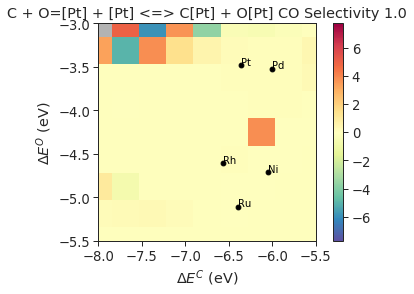 C + O=[Pt] + [Pt] <=> C[Pt] + O[Pt] CO Selectivity 1.0
−3.0
−3.5
−4.0
−4.5
−5.0
−5.5
ΔE^O (eV)
Pt
Pd
Rh
Ni
Ru
−8.0 −7.5 −7.0 −6.5 −6.0 −5.5
ΔE^C (eV)
6
4
2
0
−2
−4
−6